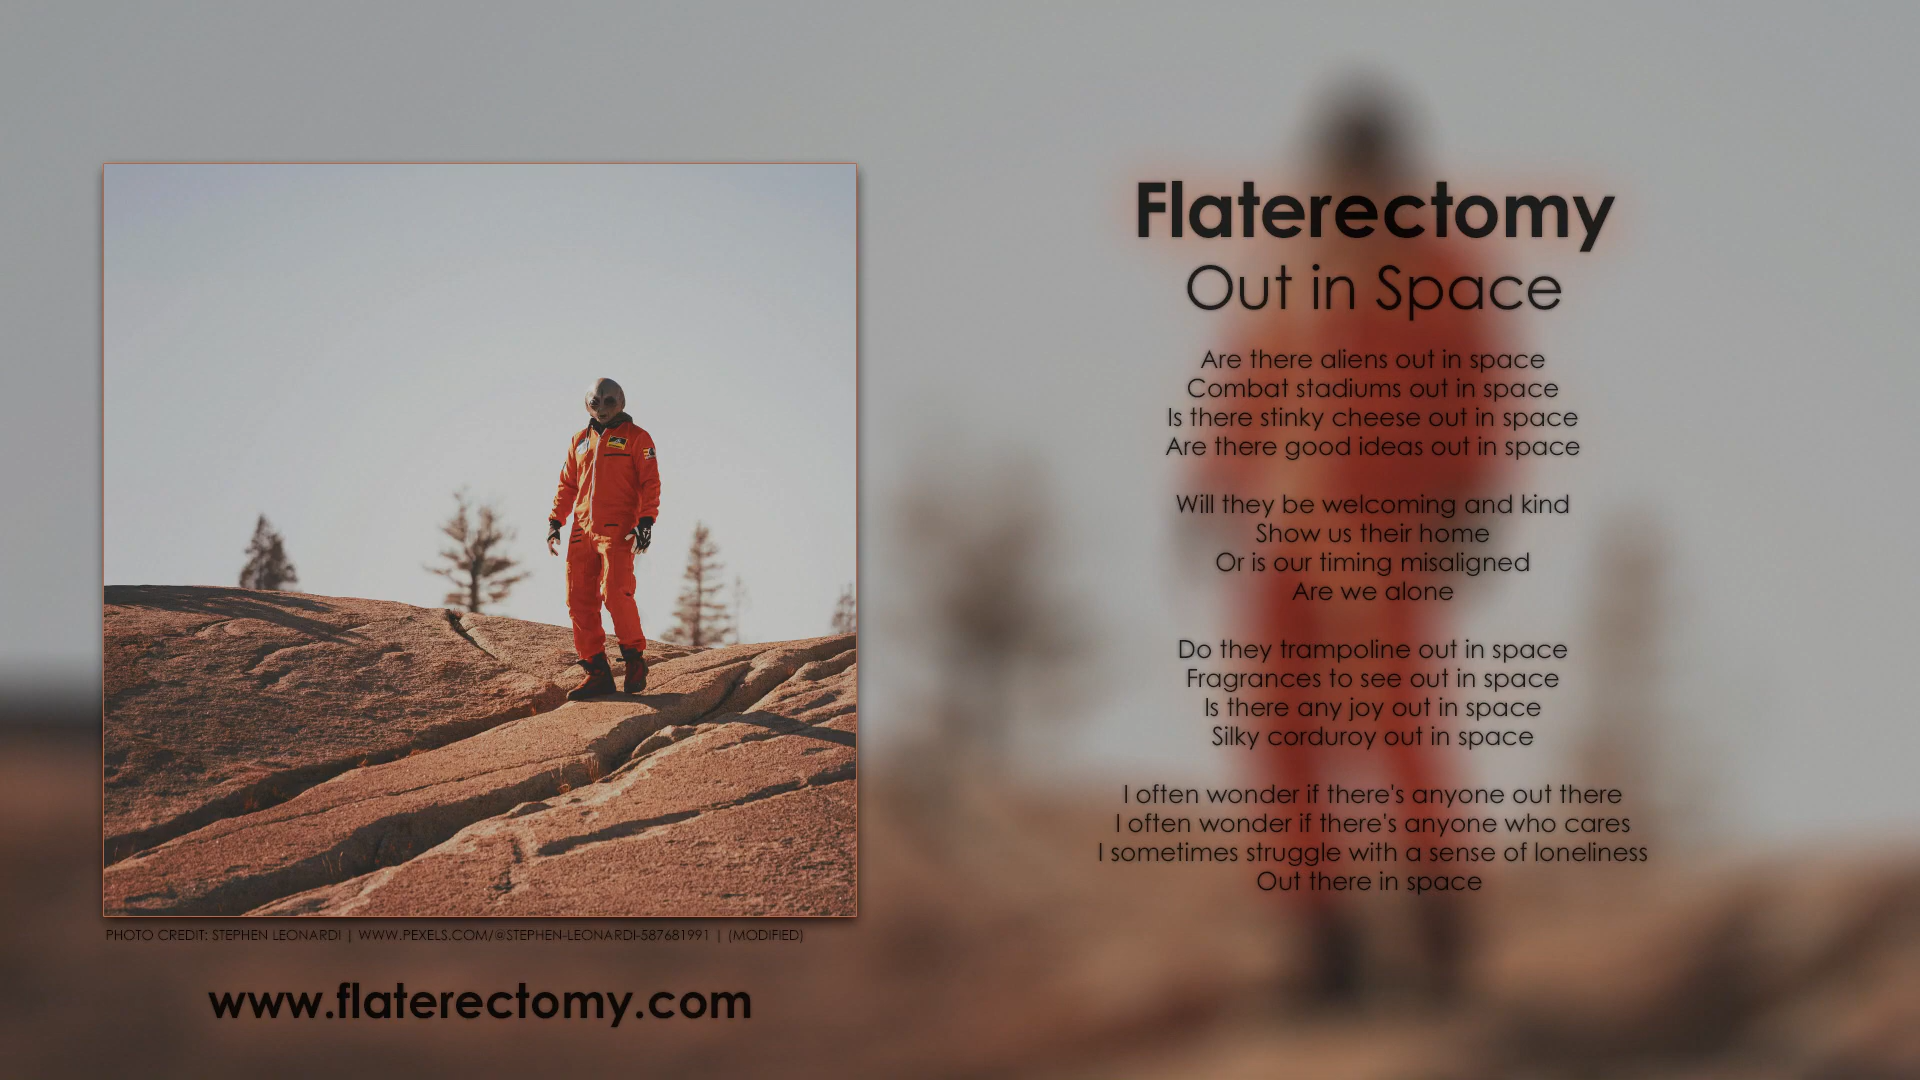 Flaterectomy
Out in Space
Are there aliens out in space
Combat stadiums out in space
Is there stinky cheese out in space
Are there good ideas out in space
Will they be welcoming and kind
Show us their home
Or is our timing misaligned
Are we alone
Do they trampoline out in space
Fragrances to see out in space
Is there any joy out in space
Silky corduroy out in space
I often wonder if there's anyone out there
I often wonder if there's anyone who cares
I sometimes struggle with a sense of loneliness
Out there in space
PHOTO CREDIT: STEPHEN LEONARDI | WWW.PEXELS.COM/@STEPHEN-LEONARDI-587681991 | (MODIFIED)
www.flaterectomy.com